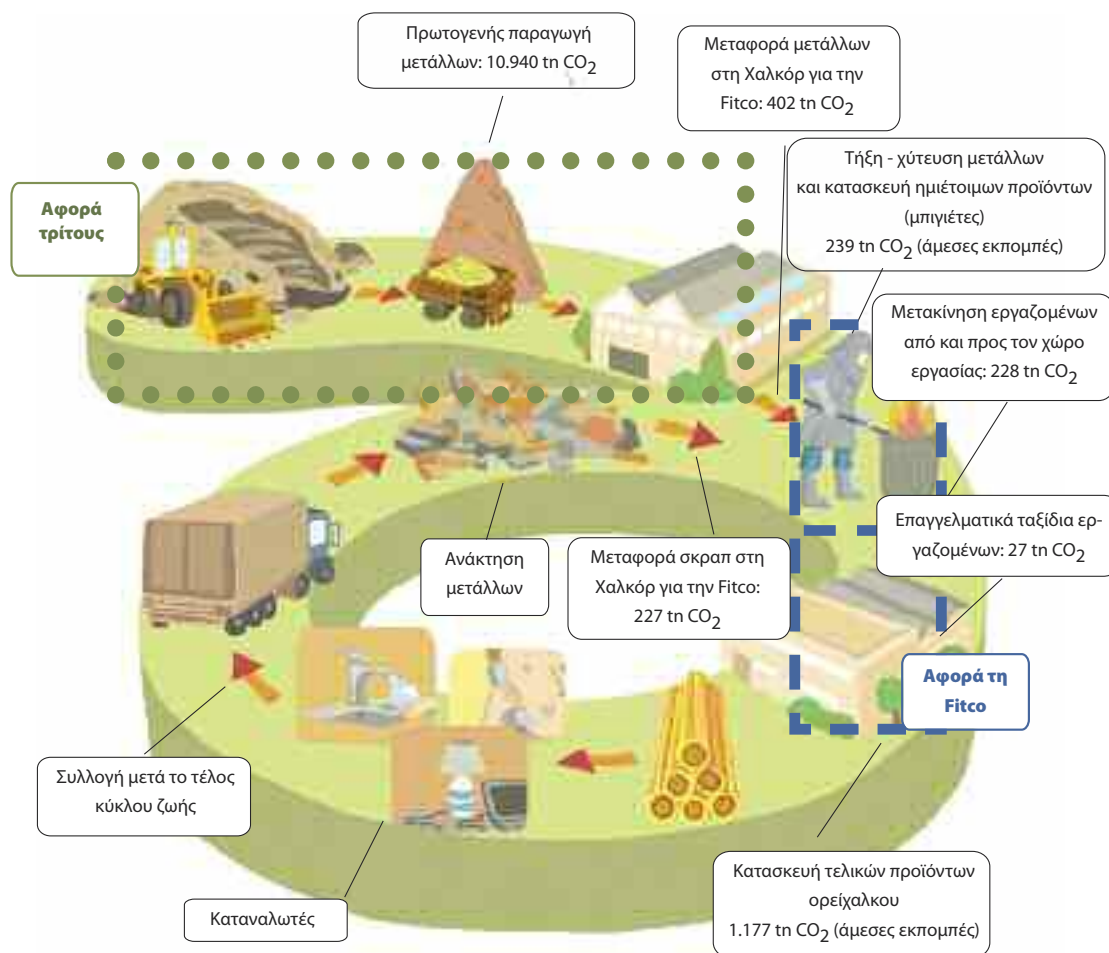 Πρωτογενής παραγωγή
μετάλλων: 10.940 tn CO2
Μεταφορά μετάλλων
στη Χαλκόρ για την
Fitco: 402 tn CO2
Τήξη - χύτευση μετάλλων
και κατασκευή ημιέτοιμων προϊόντων
(μπιγιέτες)
239 tn CO2 (άμεσες εκπομπές)
Αφορά
τρίτους
Μετακίνηση εργαζομένων
από και προς τον χώρο
εργασίας: 228 tn CO2
Επαγγελματικά ταξίδια ερ-
γαζομένων: 27 tn CO2
Ανάκτηση
μετάλλων
Μεταφορά σκραπ στη
Χαλκόρ για την Fitco:
227 tn CO2
Αφορά τη
Fitco
Συλλογή μετά το τέλος
κύκλου ζωής
Κατασκευή τελικών προϊόντων
ορείχαλκου
1.177 tn CO2 (άμεσες εκπομπές)
Καταναλωτές